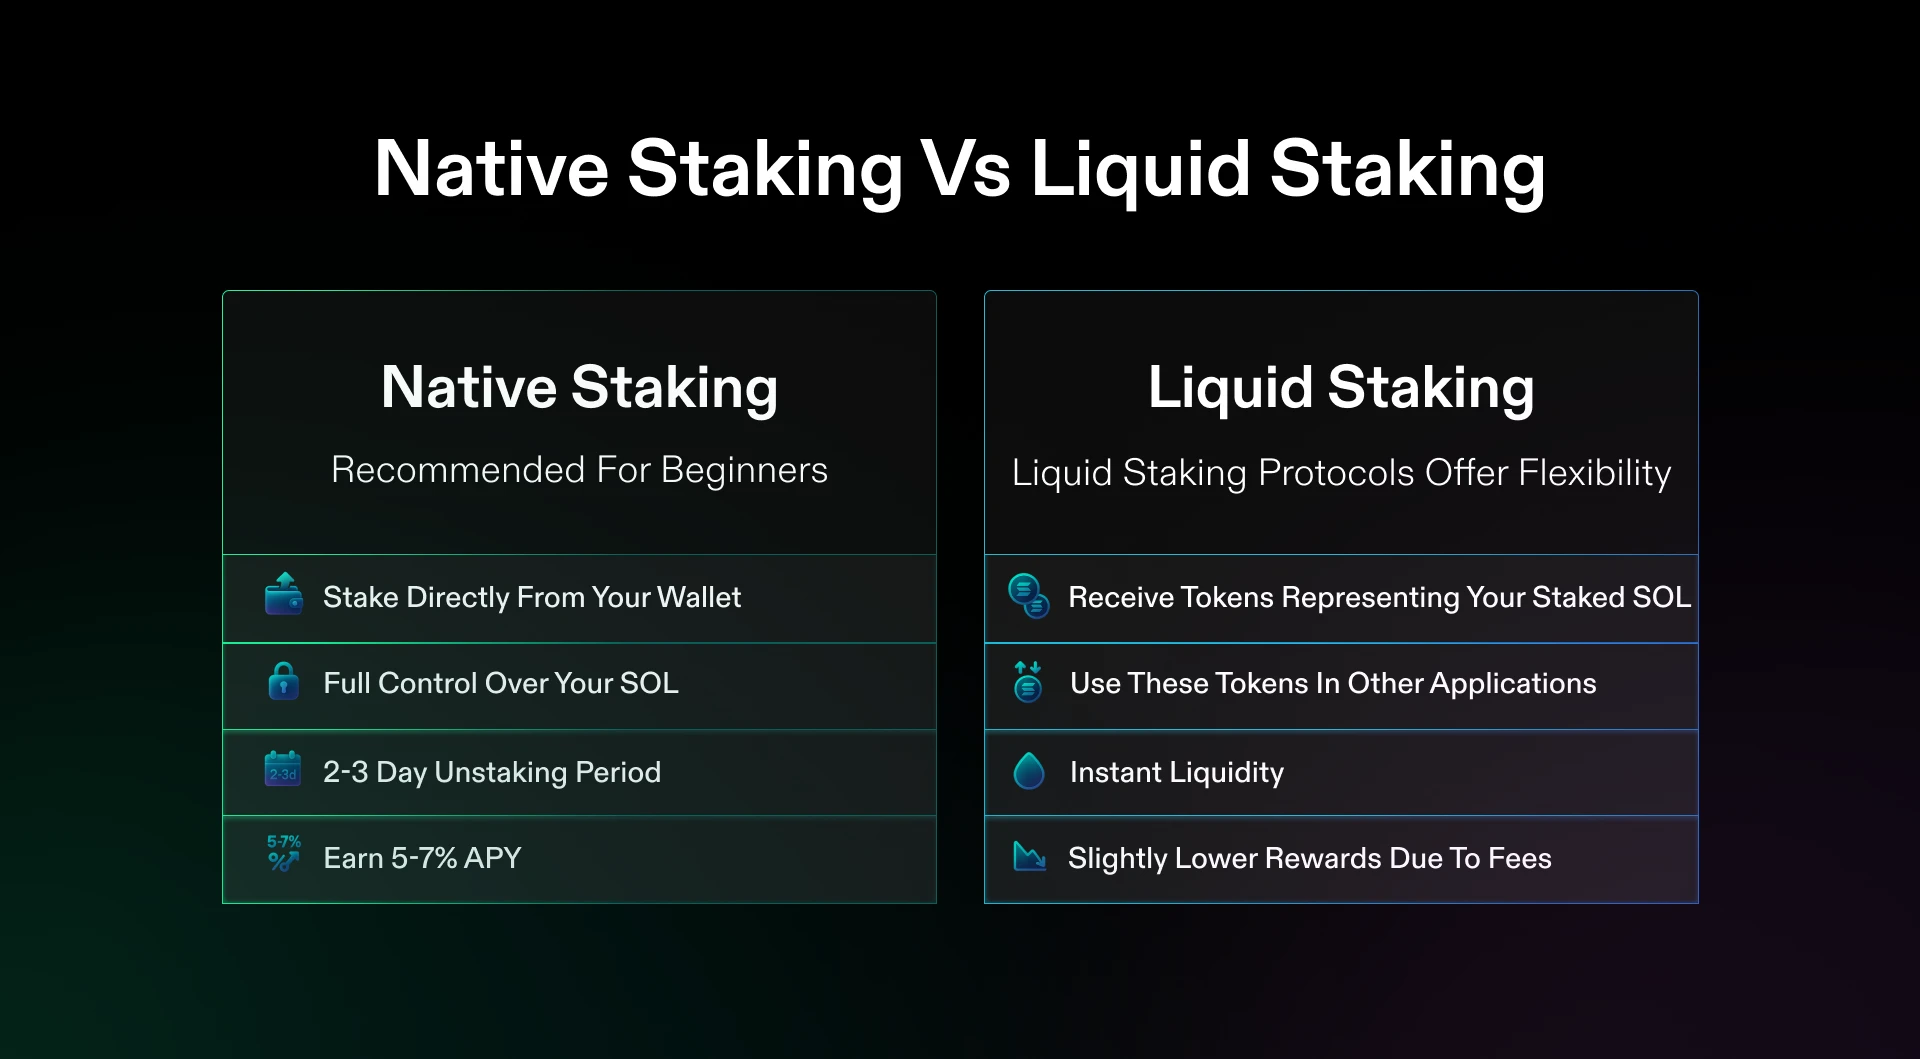 Native Staking Vs Liquid Staking
Native Staking
Recommended For Beginners
Stake Directly From Your Wallet
Full Control Over Your SOL
2-3d
2-3 Day Unstaking Period
5-7%
Earn 5-7% APY
Liquid Staking
Liquid Staking Protocols Offer Flexibility
Receive Tokens Representing Your Staked SOL
Use These Tokens In Other Applications
Instant Liquidity
Slightly Lower Rewards Due To Fees